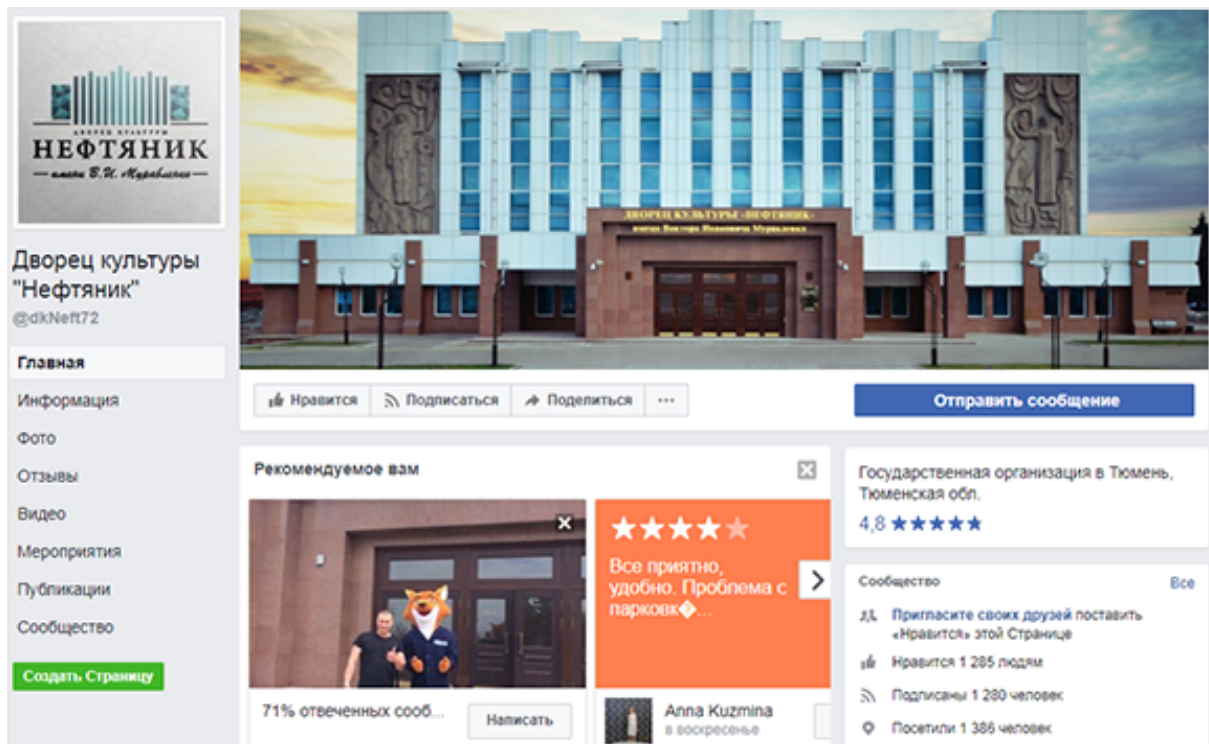 ДВОРЕЦ КУЛЬТУРЫ
НЕФТЯНИК
имени В.И. Муравленко
Дворец культуры
"Нефтяник"
@dkNeft72
Главная
Информация
Фото
Отзывы
Видео
Мероприятия
Публикации
Сообщество
Создать Страницу
ДВОРЕЦ КУЛЬТУРЫ «НЕФТЯНИК»
имени Виктора Ивановича Муравленко
Нравится
Подписаться
Поделиться
...
Отправить сообщение
Рекомендуемое вам
71% отвеченных сооб...
Написать
Все приятно,
удобно. Проблема с
парковк�...
Anna Kuzmina
в воскресенье
Государственная организация в Тюмень,
Тюменская обл.
4,8
Сообщество
Все
Пригласите своих друзей поставить
«Нравится» этой Странице
Нравится 1 285 людям
Подписаны 1 280 человек
Посетили 1 386 человек